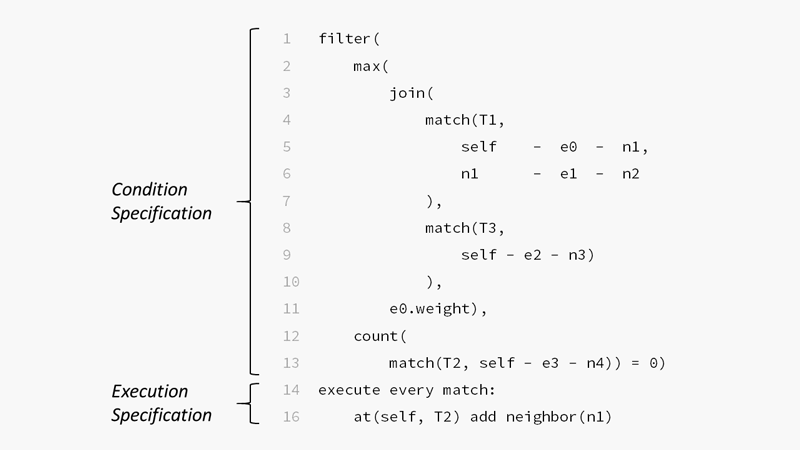 1 filter(
2 max(
3 join(
4 match(T1,
5 self - e0 - n1,
6 n1 - e1 - n2
7 ),
8 match(T3,
9 self - e2 - n3)
10 ),
11 e0.weight),
12 count(
13 match(T2, self - e3 - n4)) = 0)
14 execute every match:
16 at(self, T2) add neighbor(n1)
Condition
Specification
Execution
Specification